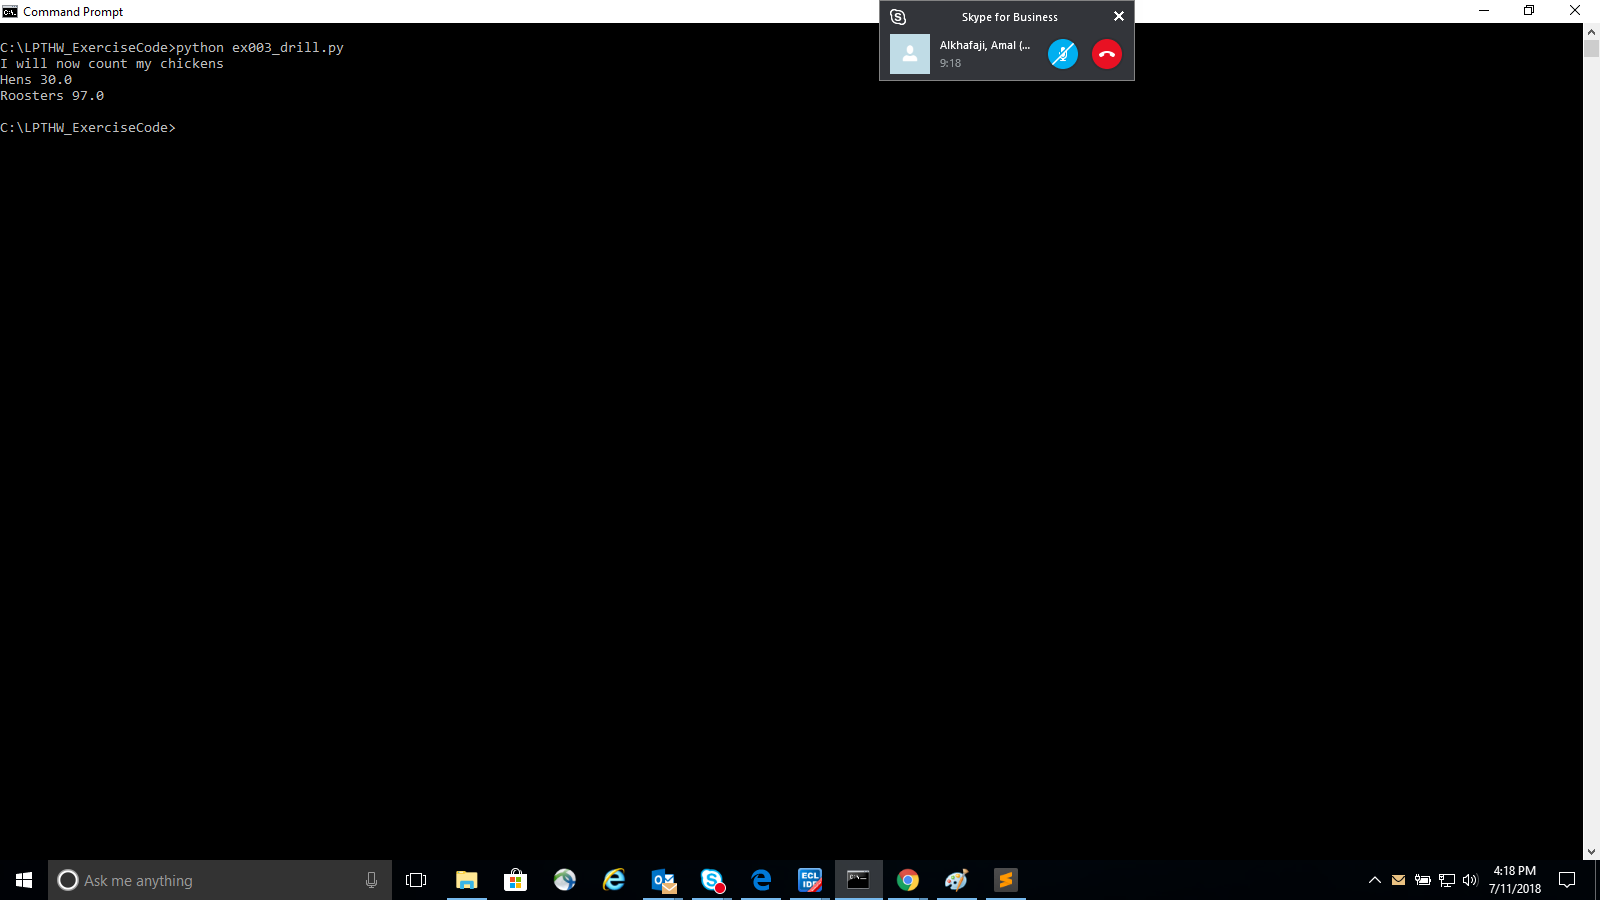 Command Prompt
C:\LPTHW_ExerciseCode>python ex003_drill.py
I will now count my chickens
Hens 30.0
Roosters 97.0
C:\LPTHW_ExerciseCode>
Skype for Business
Alkhafaji, Amal (...
9:18
Ask me anything
ECL
IDE
4:18 PM
7/11/2018